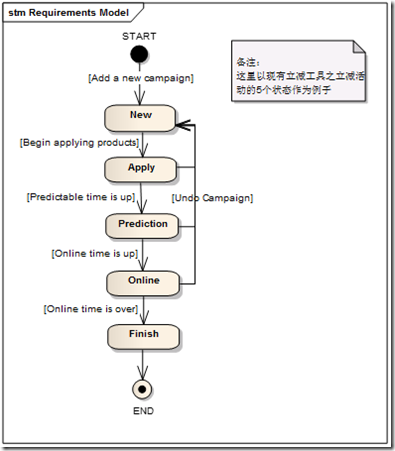 stm Requirements Model
START
备注:
这里以现有立减工具之立减活
动的5个状态作为例子
[Add a new campaign]
New
[Begin applying products]
Apply
[Predictable time is up]
[Undo Campaign]
Prediction
[Online time is up]
Online
[Online time is over]
Finish
END